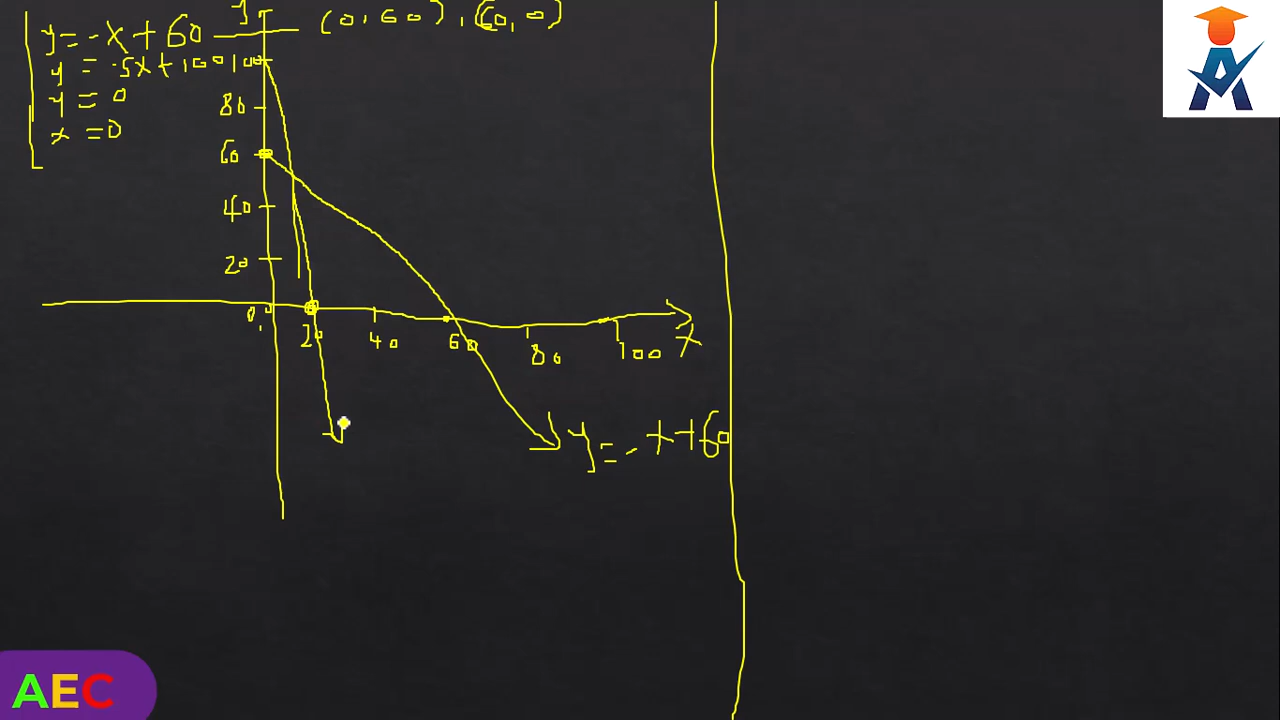 y = -x + 60
(0, 60), (60, 0)
y = -5x + 100
y = 0
x = 0
y
100
80
60
40
20
0,
20
40
60
80
100
x
y = -x + 60
AEC